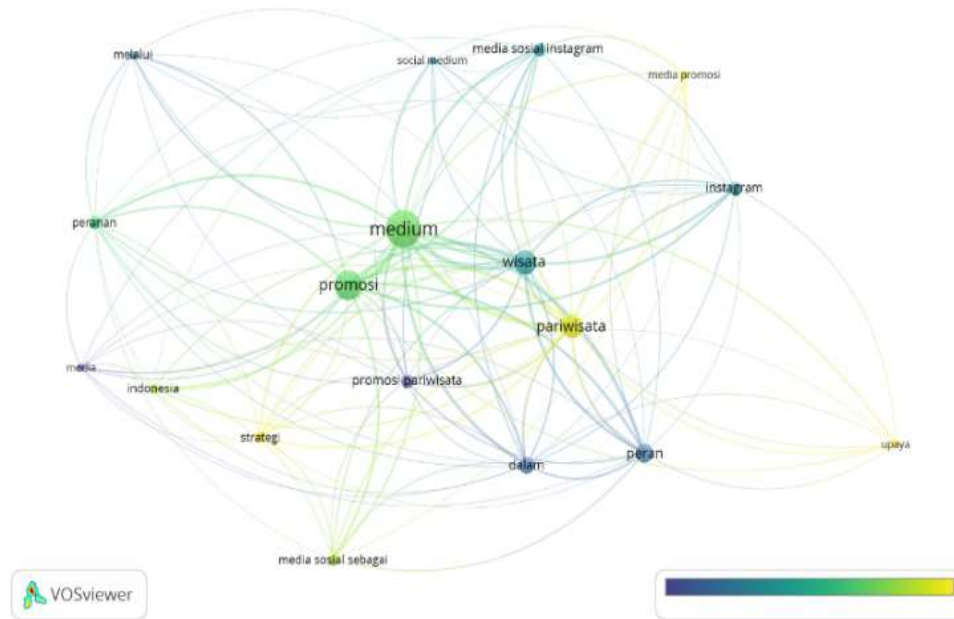 melalui
social medium
media sosial instagram
media promosi
instagram
peranan
medium
wisata
promosi
pariwisata
media
promosi pariwisata
indonesia
strategi
dalam
peran
upaya
media sosial sebagai
VOSviewer